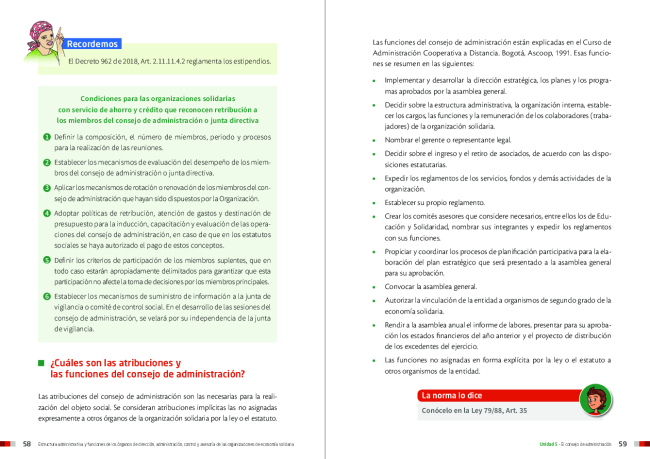 Recordemos
El Decreto 962 de 2018, Art. 2.11.11.4.2 reglamenta los estipendios.
Condiciones para las organizaciones solidarias
con servicio de ahorro y crédito que reconocen retribución a
los miembros del consejo de administración o junta directiva
1 Definir la composición, el número de miembros, periodo y procesos
para la realización de las reuniones.
2 Establecer los mecanismos de evaluación del desempeño de los miem-
bros del consejo de administración o junta directiva.
3 Aplicar los mecanismos de rotación o renovación de los miembros del con-
sejo de administración que hayan sido dispuestos por la Organización.
4 Adoptar políticas de retribución, atención de gastos y destinación de
presupuesto para la inducción, capacitación y evaluación de las opera-
ciones del consejo de administración, en caso de que en los estatutos
sociales se haya autorizado el pago de estos conceptos.
5 Definir los criterios de participación de los miembros suplentes, que en
todo caso estarán apropiadamente delimitados para garantizar que esta
participación no afecte la toma de decisiones por los miembros principales.
6 Establecer los mecanismos de suministro de información a la junta de
vigilancia o comité de control social. En el desarrollo de las sesiones del
consejo de administración, se velará por su independencia de la junta
de vigilancia.
¿Cuáles son las atribuciones y
las funciones del consejo de administración?
Las atribuciones del consejo de administración son las necesarias para la reali-
zación del objeto social. Se consideran atribuciones implícitas las no asignadas
expresamente a otros órganos de la organización solidaria por la ley o el estatuto.
58 Estructura administrativa y funciones de los órganos de dirección, administración, control y asesoría de las organizaciones de economía solidaria
Las funciones del consejo de administración están explicadas en el Curso de
Administración Cooperativa a Distancia. Bogotá, Ascoop, 1991. Esas funcio-
nes se resumen en las siguientes:
• Implementar y desarrollar la dirección estratégica, los planes y los progra-
mas aprobados por la asamblea general.
• Decidir sobre la estructura administrativa, la organización interna, estable-
cer los cargos, las funciones y la remuneración de los colaboradores (traba-
jadores) de la organización solidaria.
• Nombrar el gerente o representante legal.
• Decidir sobre el ingreso y el retiro de asociados, de acuerdo con las dispo-
siciones estatutarias.
• Expedir los reglamentos de los servicios, fondos y demás actividades de la
organización.
• Establecer su propio reglamento.
• Crear los comités asesores que considere necesarios, entre ellos los de Edu-
cación y Solidaridad, nombrar sus integrantes y expedir los reglamentos
con sus funciones.
• Propiciar y coordinar los procesos de planificación participativa para la ela-
boración del plan estratégico que será presentado a la asamblea general
para su aprobación.
• Convocar la asamblea general.
• Autorizar la vinculación de la entidad a organismos de segundo grado de la
economía solidaria.
• Rendir a la asamblea anual el informe de labores, presentar para su aproba-
ción los estados financieros del año anterior y el proyecto de distribución
de los excedentes del ejercicio.
• Las funciones no asignadas en forma explícita por la ley o el estatuto a
otros organismos de la entidad.
La norma lo dice
Conócelo en la Ley 79/88, Art. 35
Unidad 5 - El consejo de administración 59